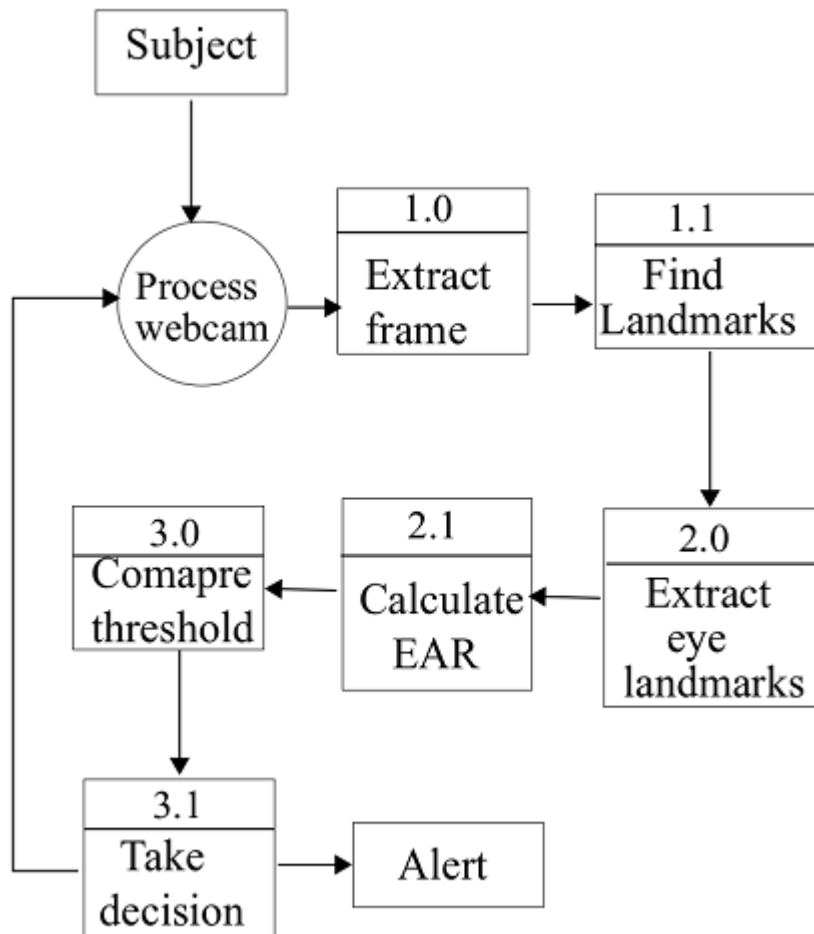 Subject
Process
webcam
1.0
Extract
frame
1.1
Find
Landmarks
2.0
Extract
eye
landmarks
2.1
Calculate
EAR
3.0
Comapre
threshold
3.1
Take
decision
Alert